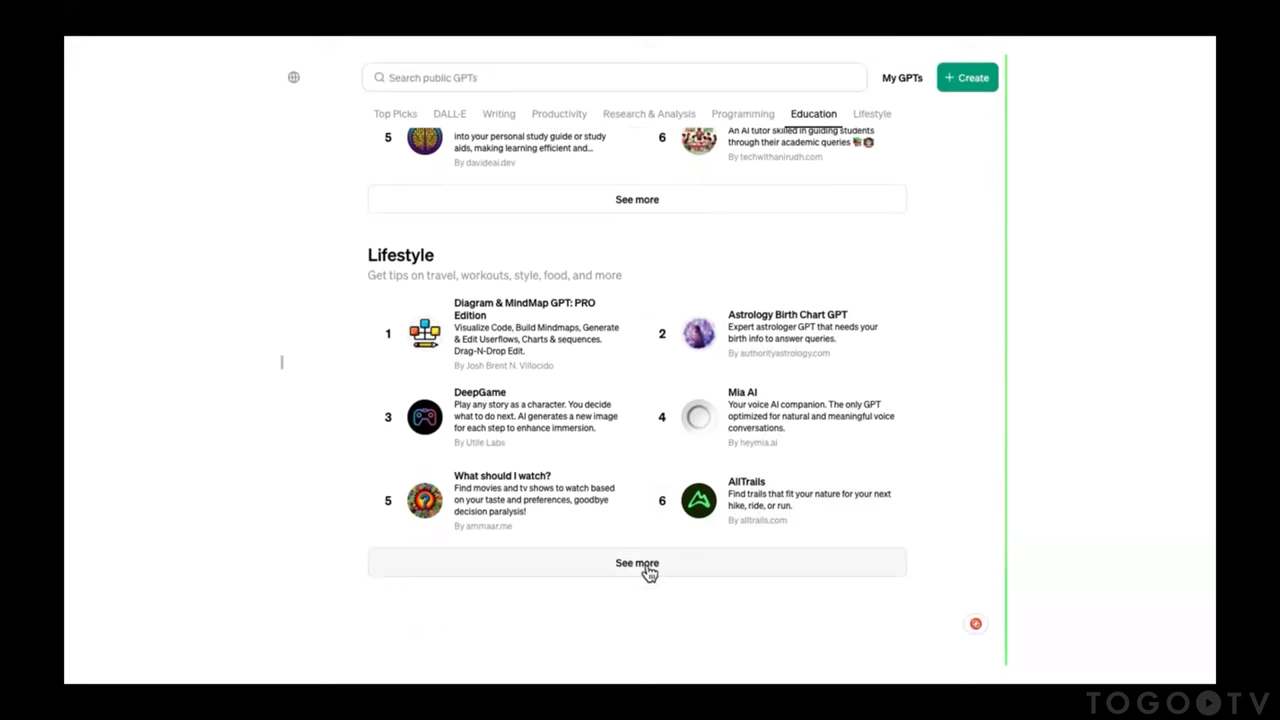 Search public GPTs
My GPTs
+ Create
Top Picks
DALL·E
Writing
Productivity
Research & Analysis
Programming
Education
Lifestyle
5
into your personal study guide or study
aids, making learning efficient and...
By davideai.dev
6
An AI tutor skilled in guiding students
through their academic queries
By techwithanirudh.com
See more
Lifestyle
Get tips on travel, workouts, style, food, and more
1
Diagram & MindMap GPT: PRO
Edition
Visualize Code, Build Mindmaps, Generate
& Edit Userflows, Charts & sequences.
Drag-N-Drop Edit.
By Josh Brent N. Villocido
2
Astrology Birth Chart GPT
Expert astrologer GPT that needs your
birth info to answer queries.
By authorityastrology.com
3
DeepGame
Play any story as a character. You decide
what to do next. AI generates a new image
for each step to enhance immersion.
By Utile Labs
4
Mia AI
Your voice AI companion. The only GPT
optimized for natural and meaningful voice
conversations.
By heymia.ai
5
What should I watch?
Find movies and tv shows to watch based
on your taste and preferences, goodbye
decision paralysis!
By ammaar.me
6
AllTrails
Find trails that fit your nature for your next
hike, ride, or run.
By alltrails.com
See more
TOGO TV